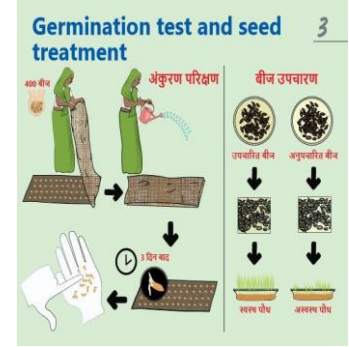 Germination test and seed
treatment
3
अंकुरण परिक्षण
400 बीज
3 दिन बाद
बीज उपचारण
उपचारित बीज अनुपचारित बीज
स्वस्थ पौध अस्वस्थ पौध